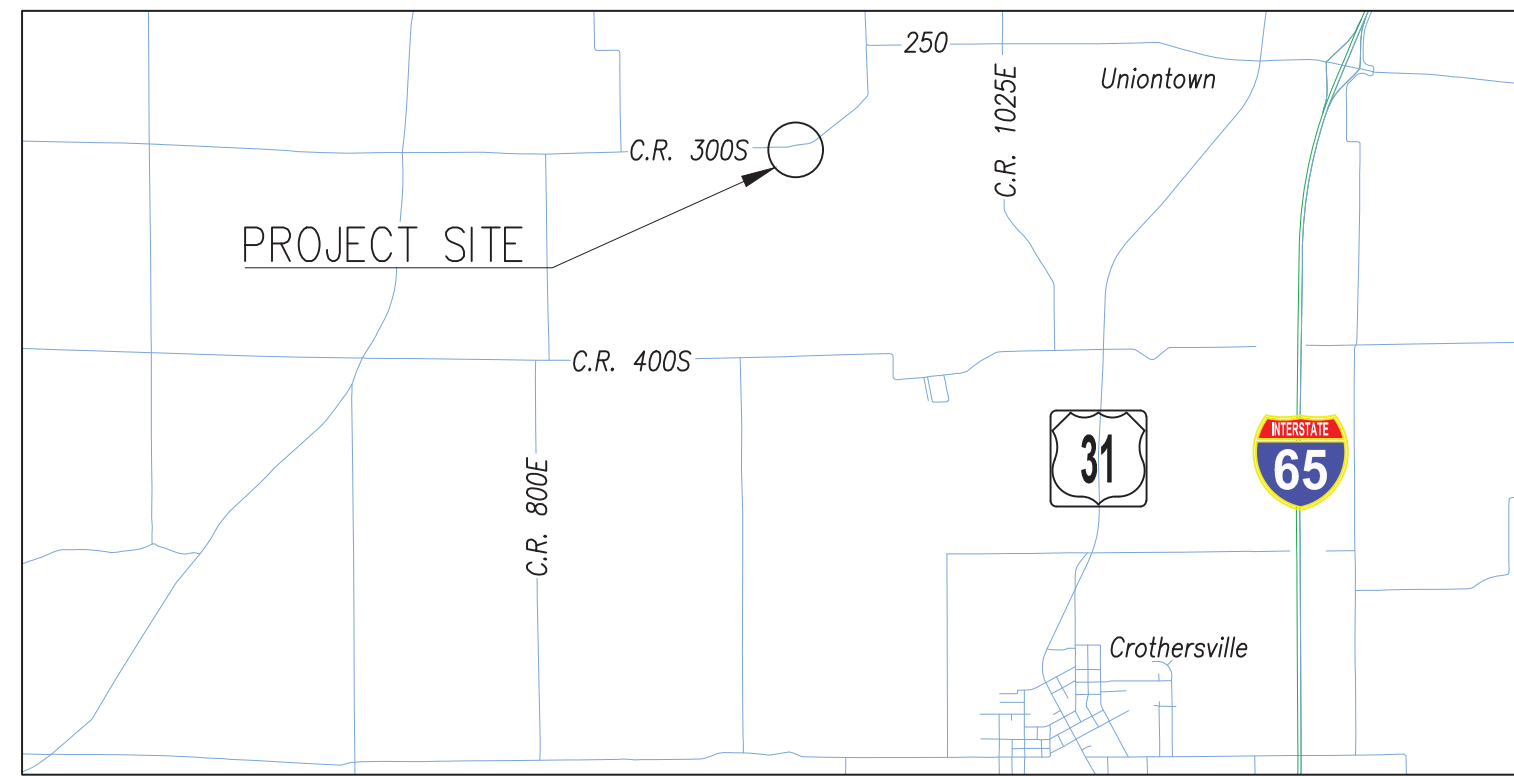 250
Uniontown
C.R. 1025E
C.R. 300S
PROJECT SITE
C.R. 400S
31
INTERSTATE
65
C.R. 800E
Crothersville